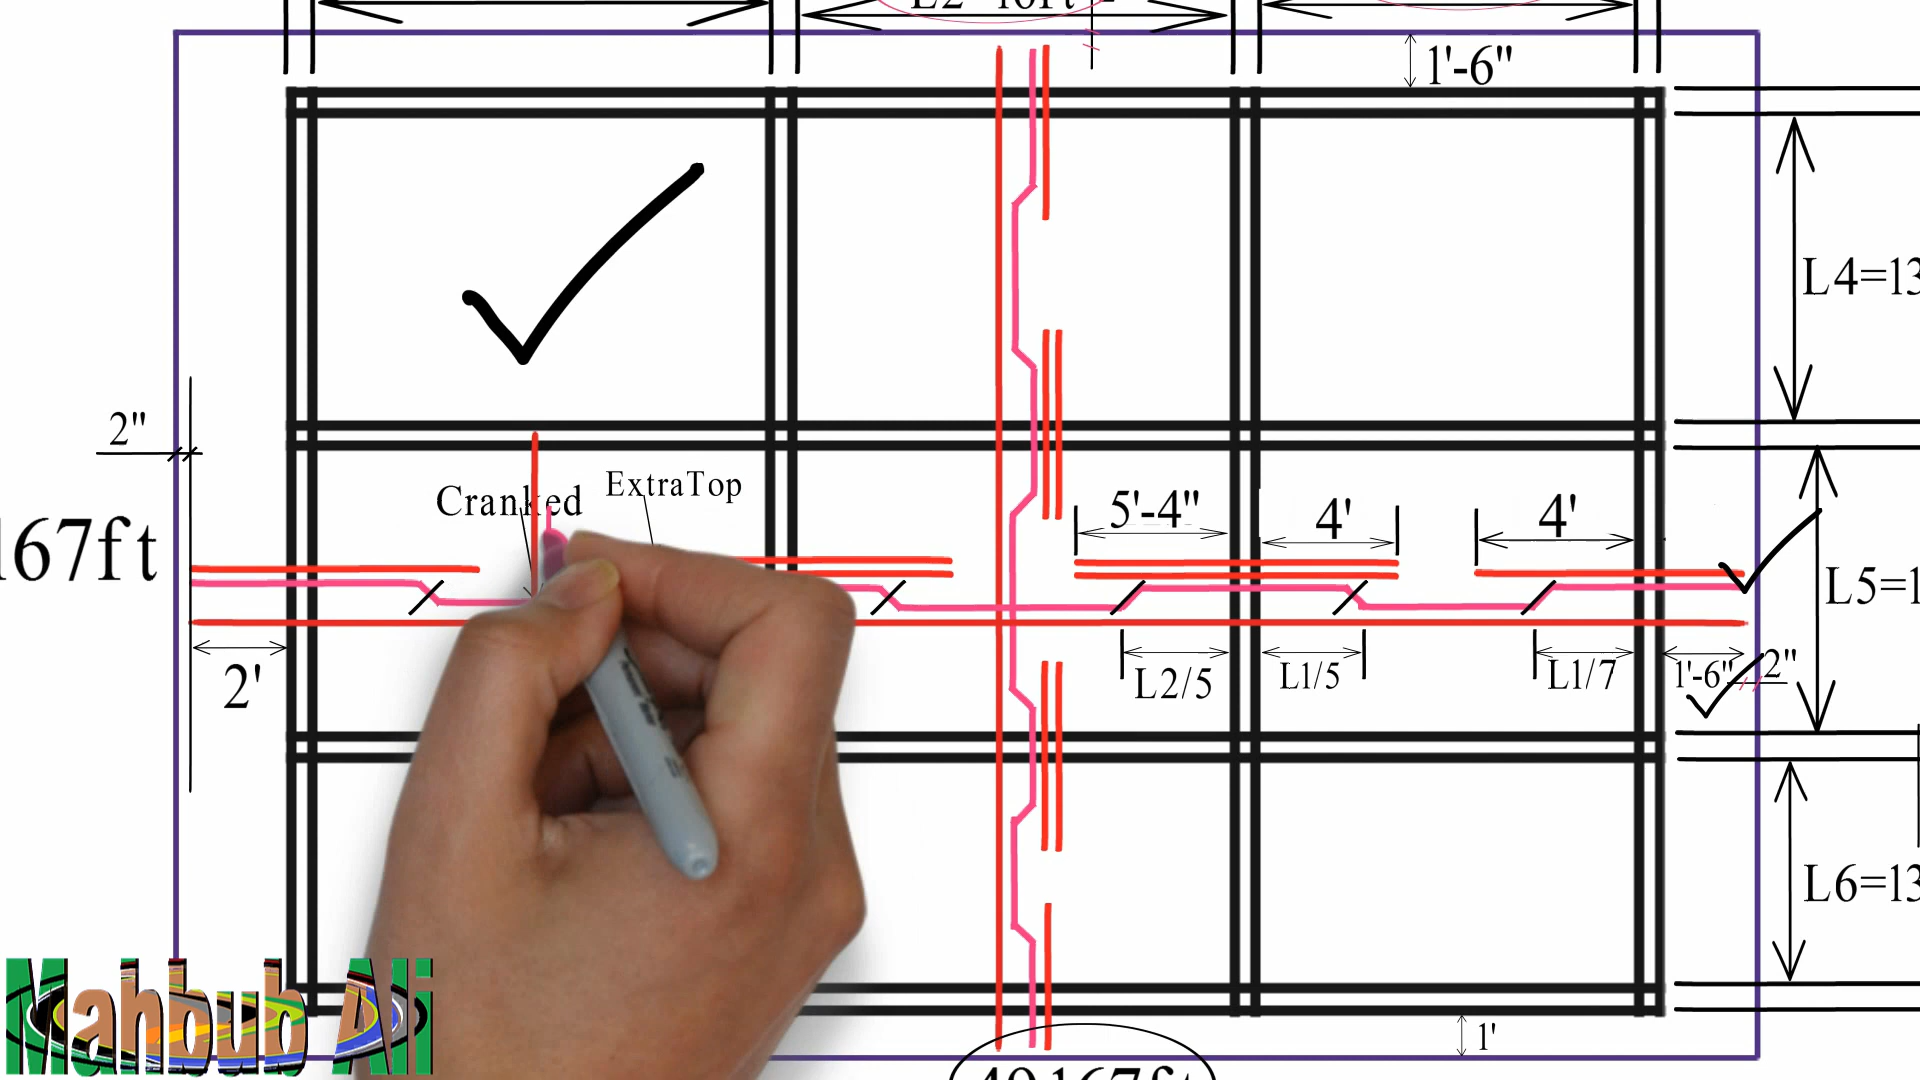 1'-6"
2"
167ft
Cranked
ExtraTop
5'-4"
4'
4'
2'
L2/5
L1/5
L1/7
1'-6"
2"
L4=13
L5=1
L6=13
1'
Mahbub Ali